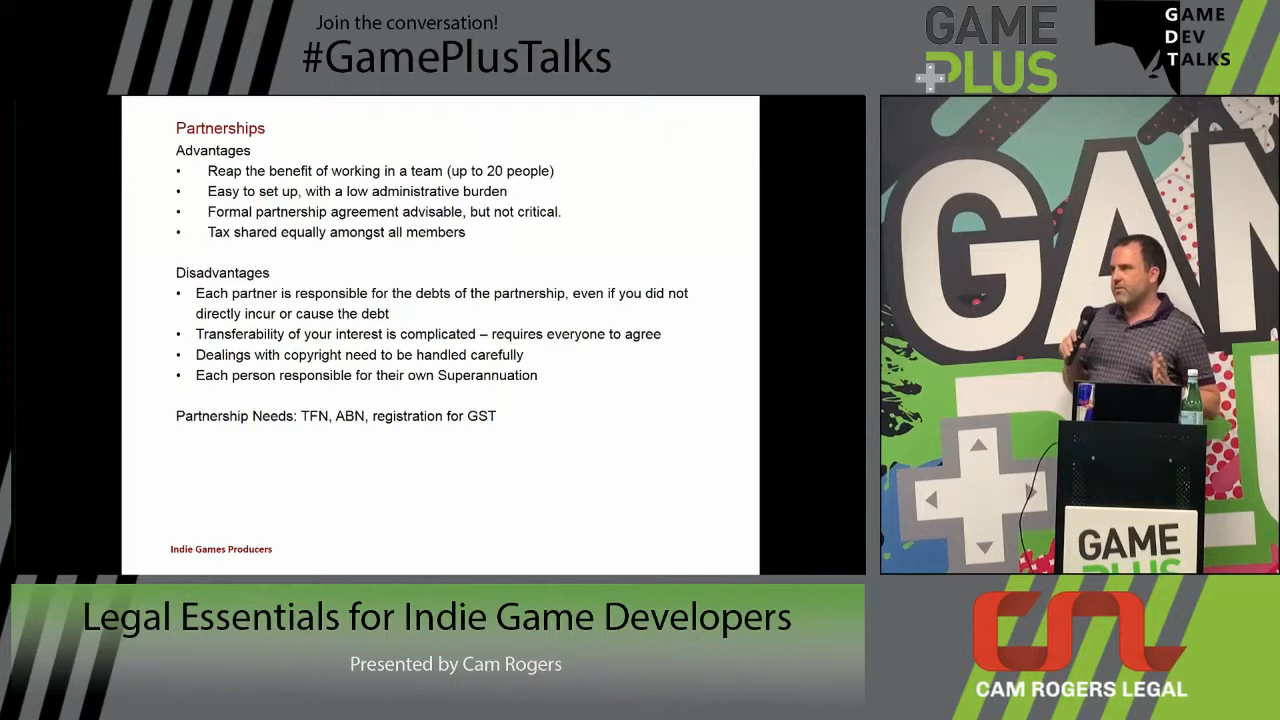 Join the conversation!
#GamePlusTalks
GAME
PLUS
GAME
DEV
TALKS
Partnerships
Advantages
• Reap the benefit of working in a team (up to 20 people)
• Easy to set up, with a low administrative burden
• Formal partnership agreement advisable, but not critical.
• Tax shared equally amongst all members
Disadvantages
• Each partner is responsible for the debts of the partnership, even if you did not
directly incur or cause the debt
• Transferability of your interest is complicated – requires everyone to agree
• Dealings with copyright need to be handled carefully
• Each person responsible for their own Superannuation
Partnership Needs: TFN, ABN, registration for GST
Indie Games Producers
GAME
PLUS
Legal Essentials for Indie Game Developers
Presented by Cam Rogers
CAM ROGERS LEGAL